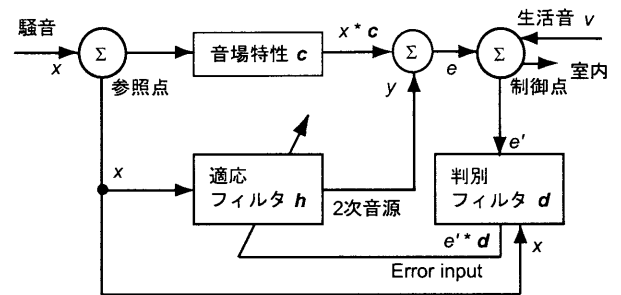 騒音
x
Σ
参照点
音場特性 c
x * c
Σ
y
e
Σ
生活音 v
室内
制御点
e'
x
適応
フィルタ h
2次音源
判別
フィルタ d
e' * d
x
Error input